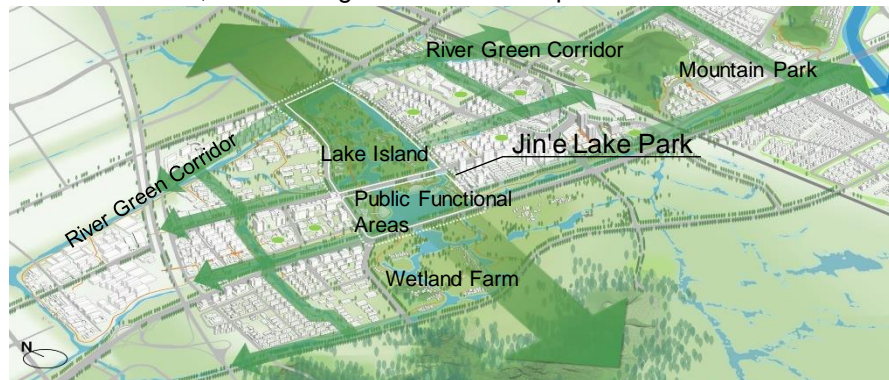 River Green Corridor
Mountain Park
Jin'e Lake Park
Lake Island
River Green Corridor
Public Functional
Areas
Wetland Farm
N